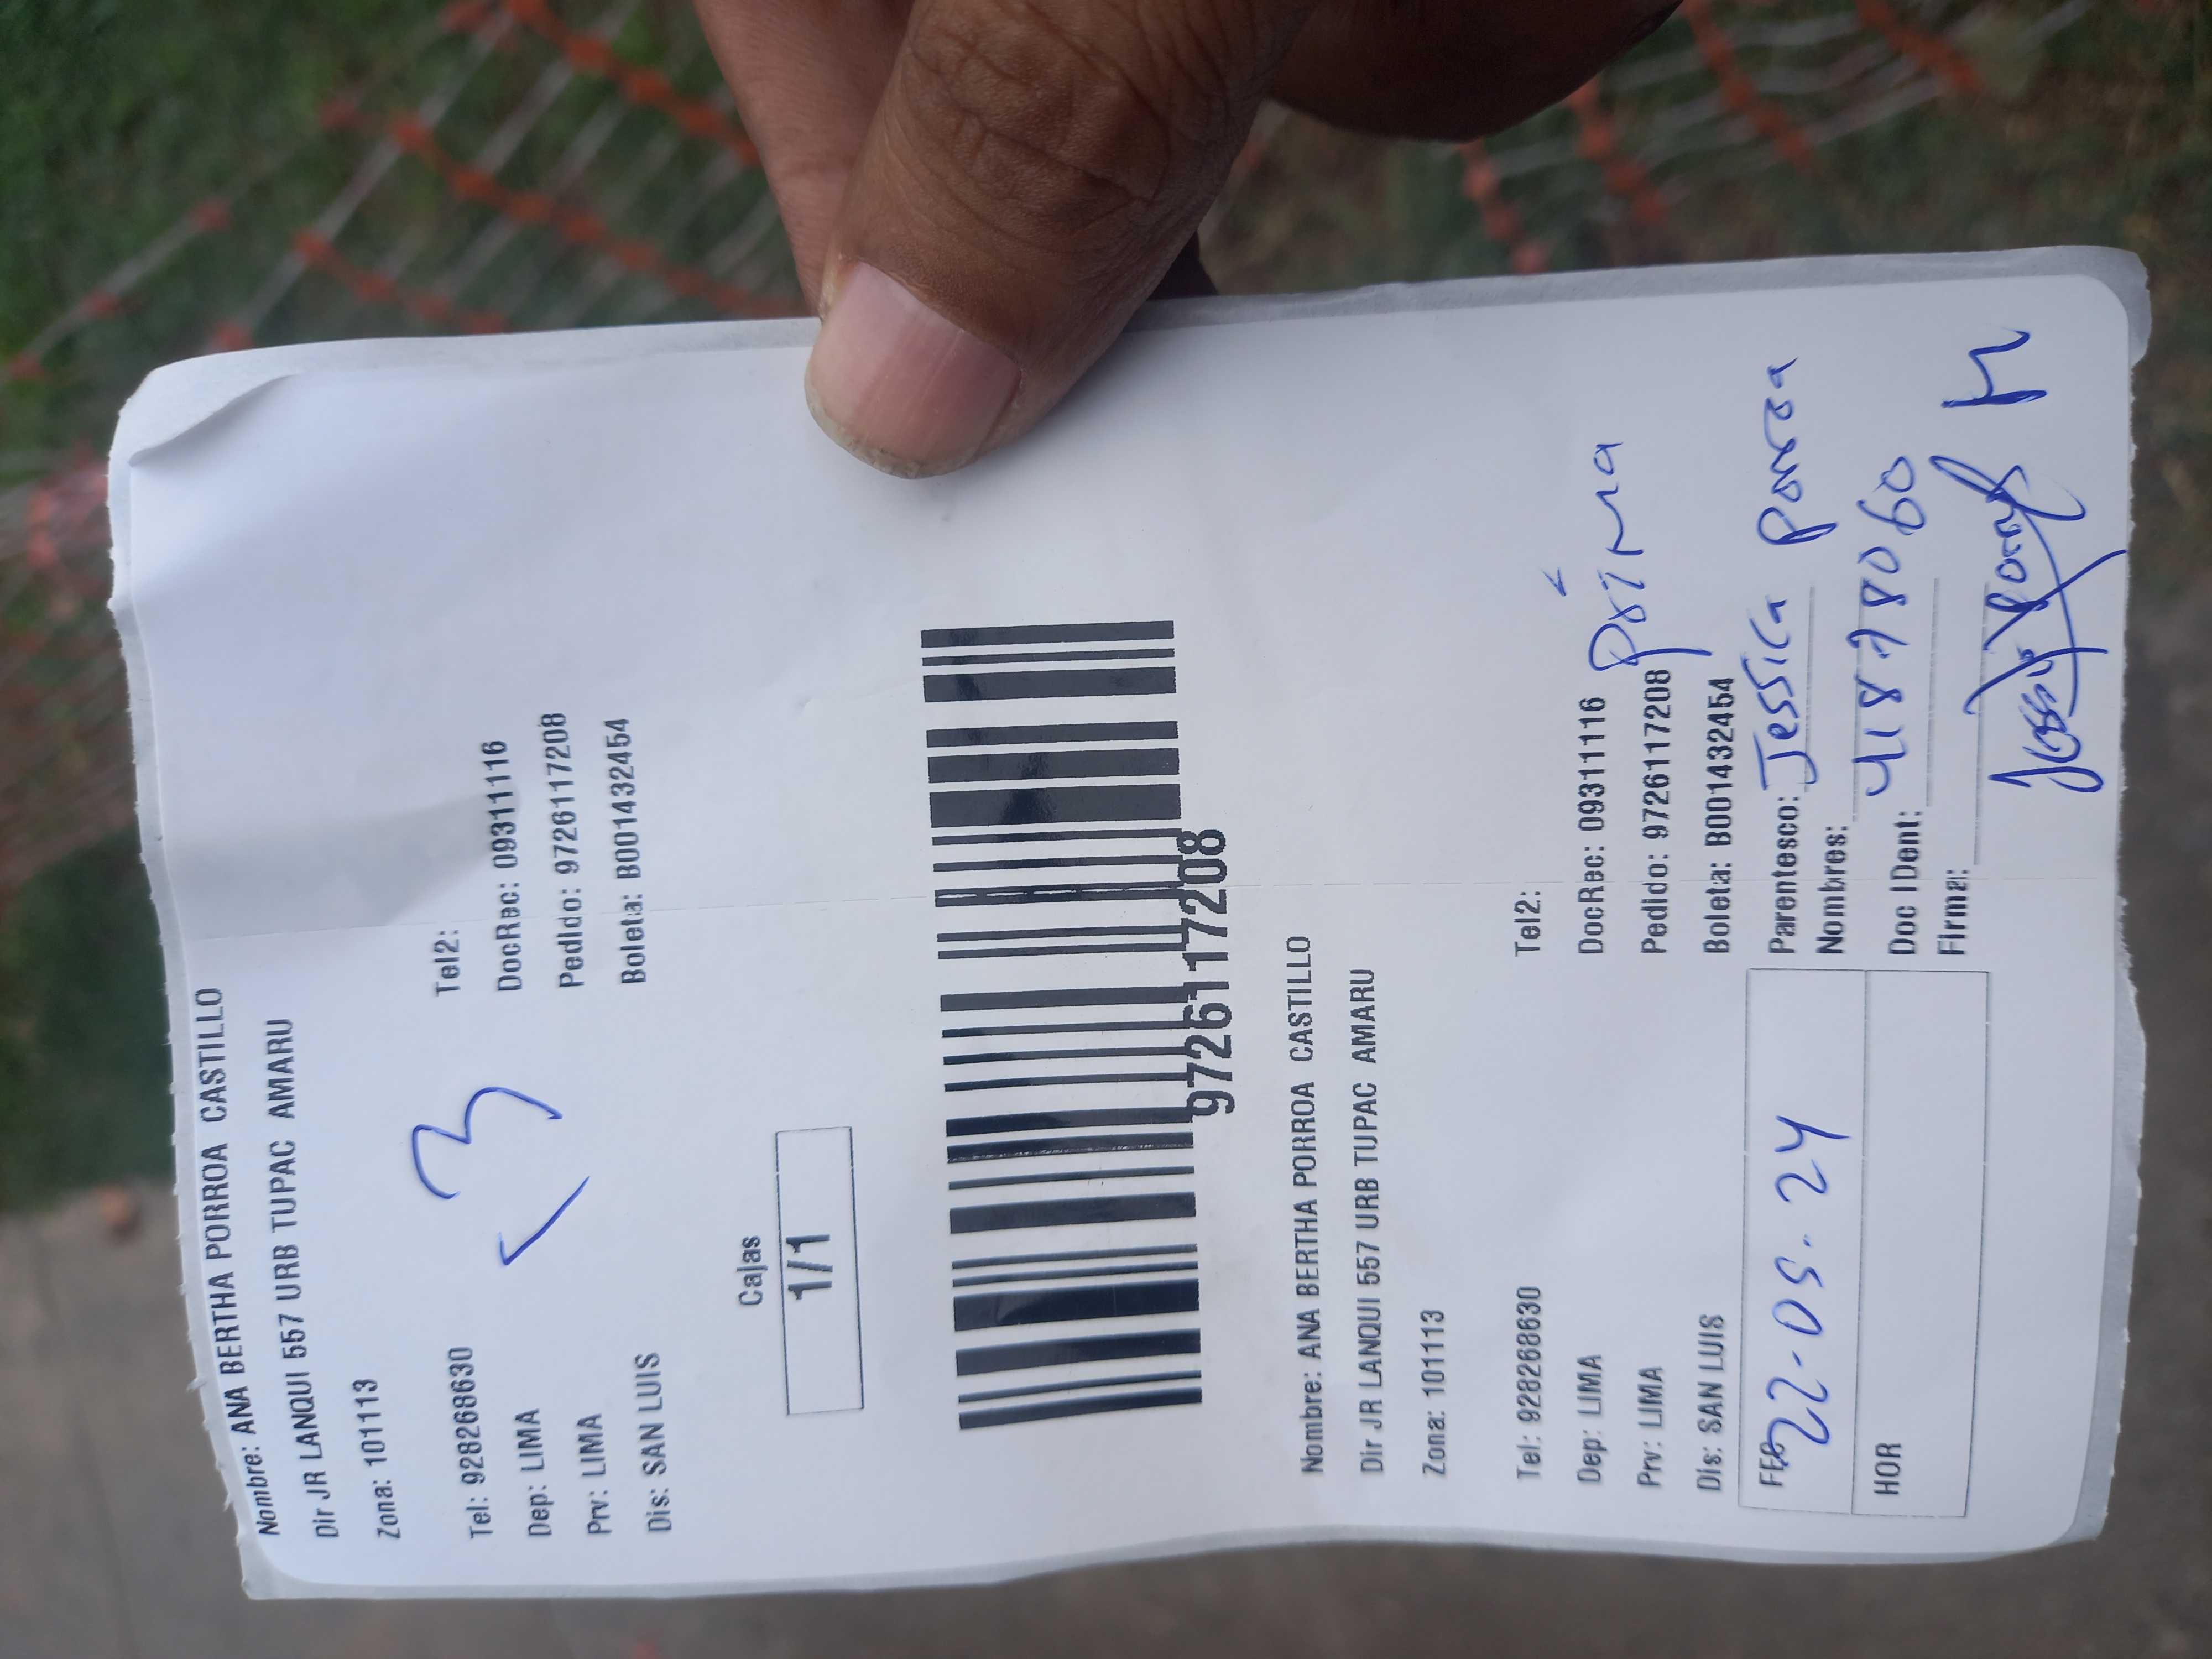 Nombre: ANA BERTHA PORROA CASTILLO
Dir JR LANQUI 557 URB TUPAC AMARU
Zona: 101113
Tel: 928268630 Tel2:
Dep: LIMA DocRec: 09311116
Prv: LIMA Pedido: 9726117208
Dis: SAN LUIS Boleta: B001432454
Cajas
1/1
9726117208
Nombre: ANA BERTHA PORROA CASTILLO
Dir JR LANQUI 557 URB TUPAC AMARU
Zona: 101113
Tel: 928268630 Tel2:
Dep: LIMA DocRec: 09311116
Prima
Prv: LIMA Pedido: 9726117208
Dis: SAN LUIS Boleta: B001432454
22-05-24 Parentesco: Jessica Porroa
Nombres:
HOR Doc IDent: 41878060
Firma: